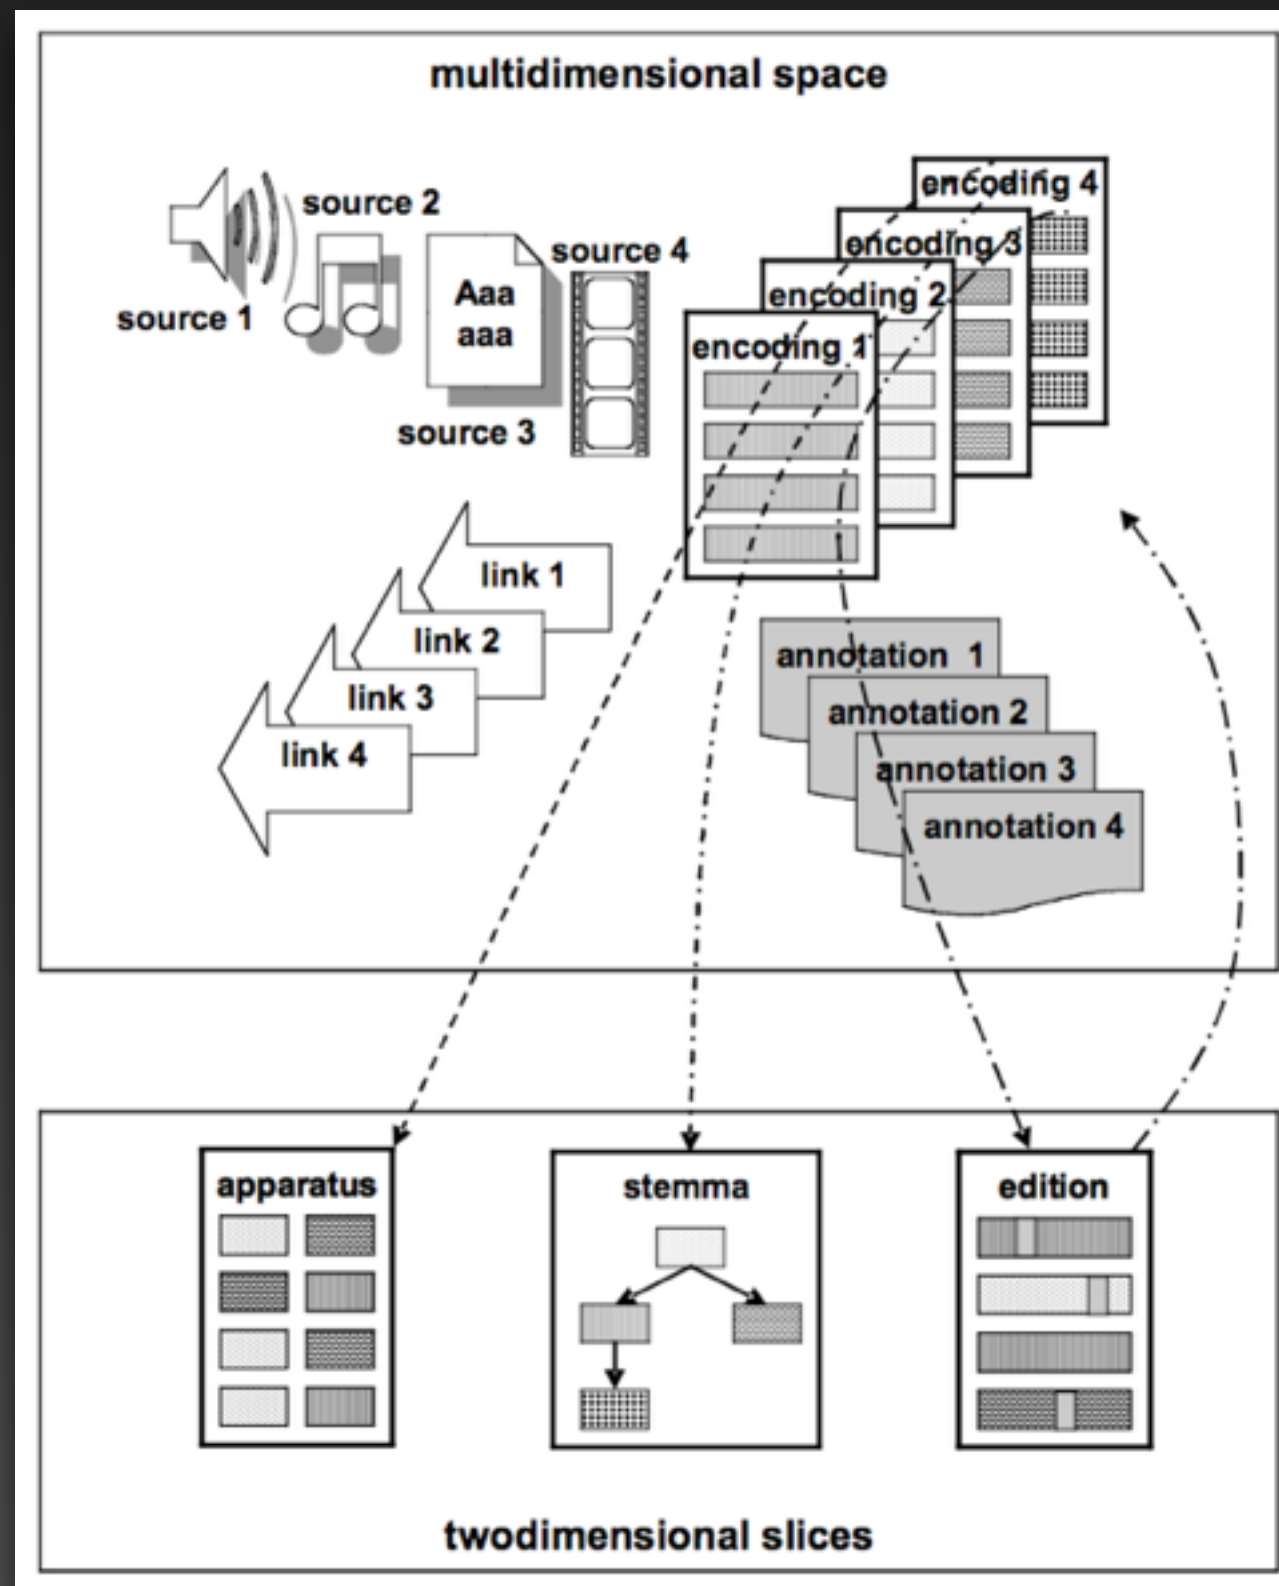 multidimensional space
source 1
source 2
Aaa
aaa
source 3
source 4
encoding 4
encoding 3
encoding 2
encoding 1
link 1
link 2
link 3
link 4
annotation 1
annotation 2
annotation 3
annotation 4
apparatus
stemma
edition
twodimensional slices